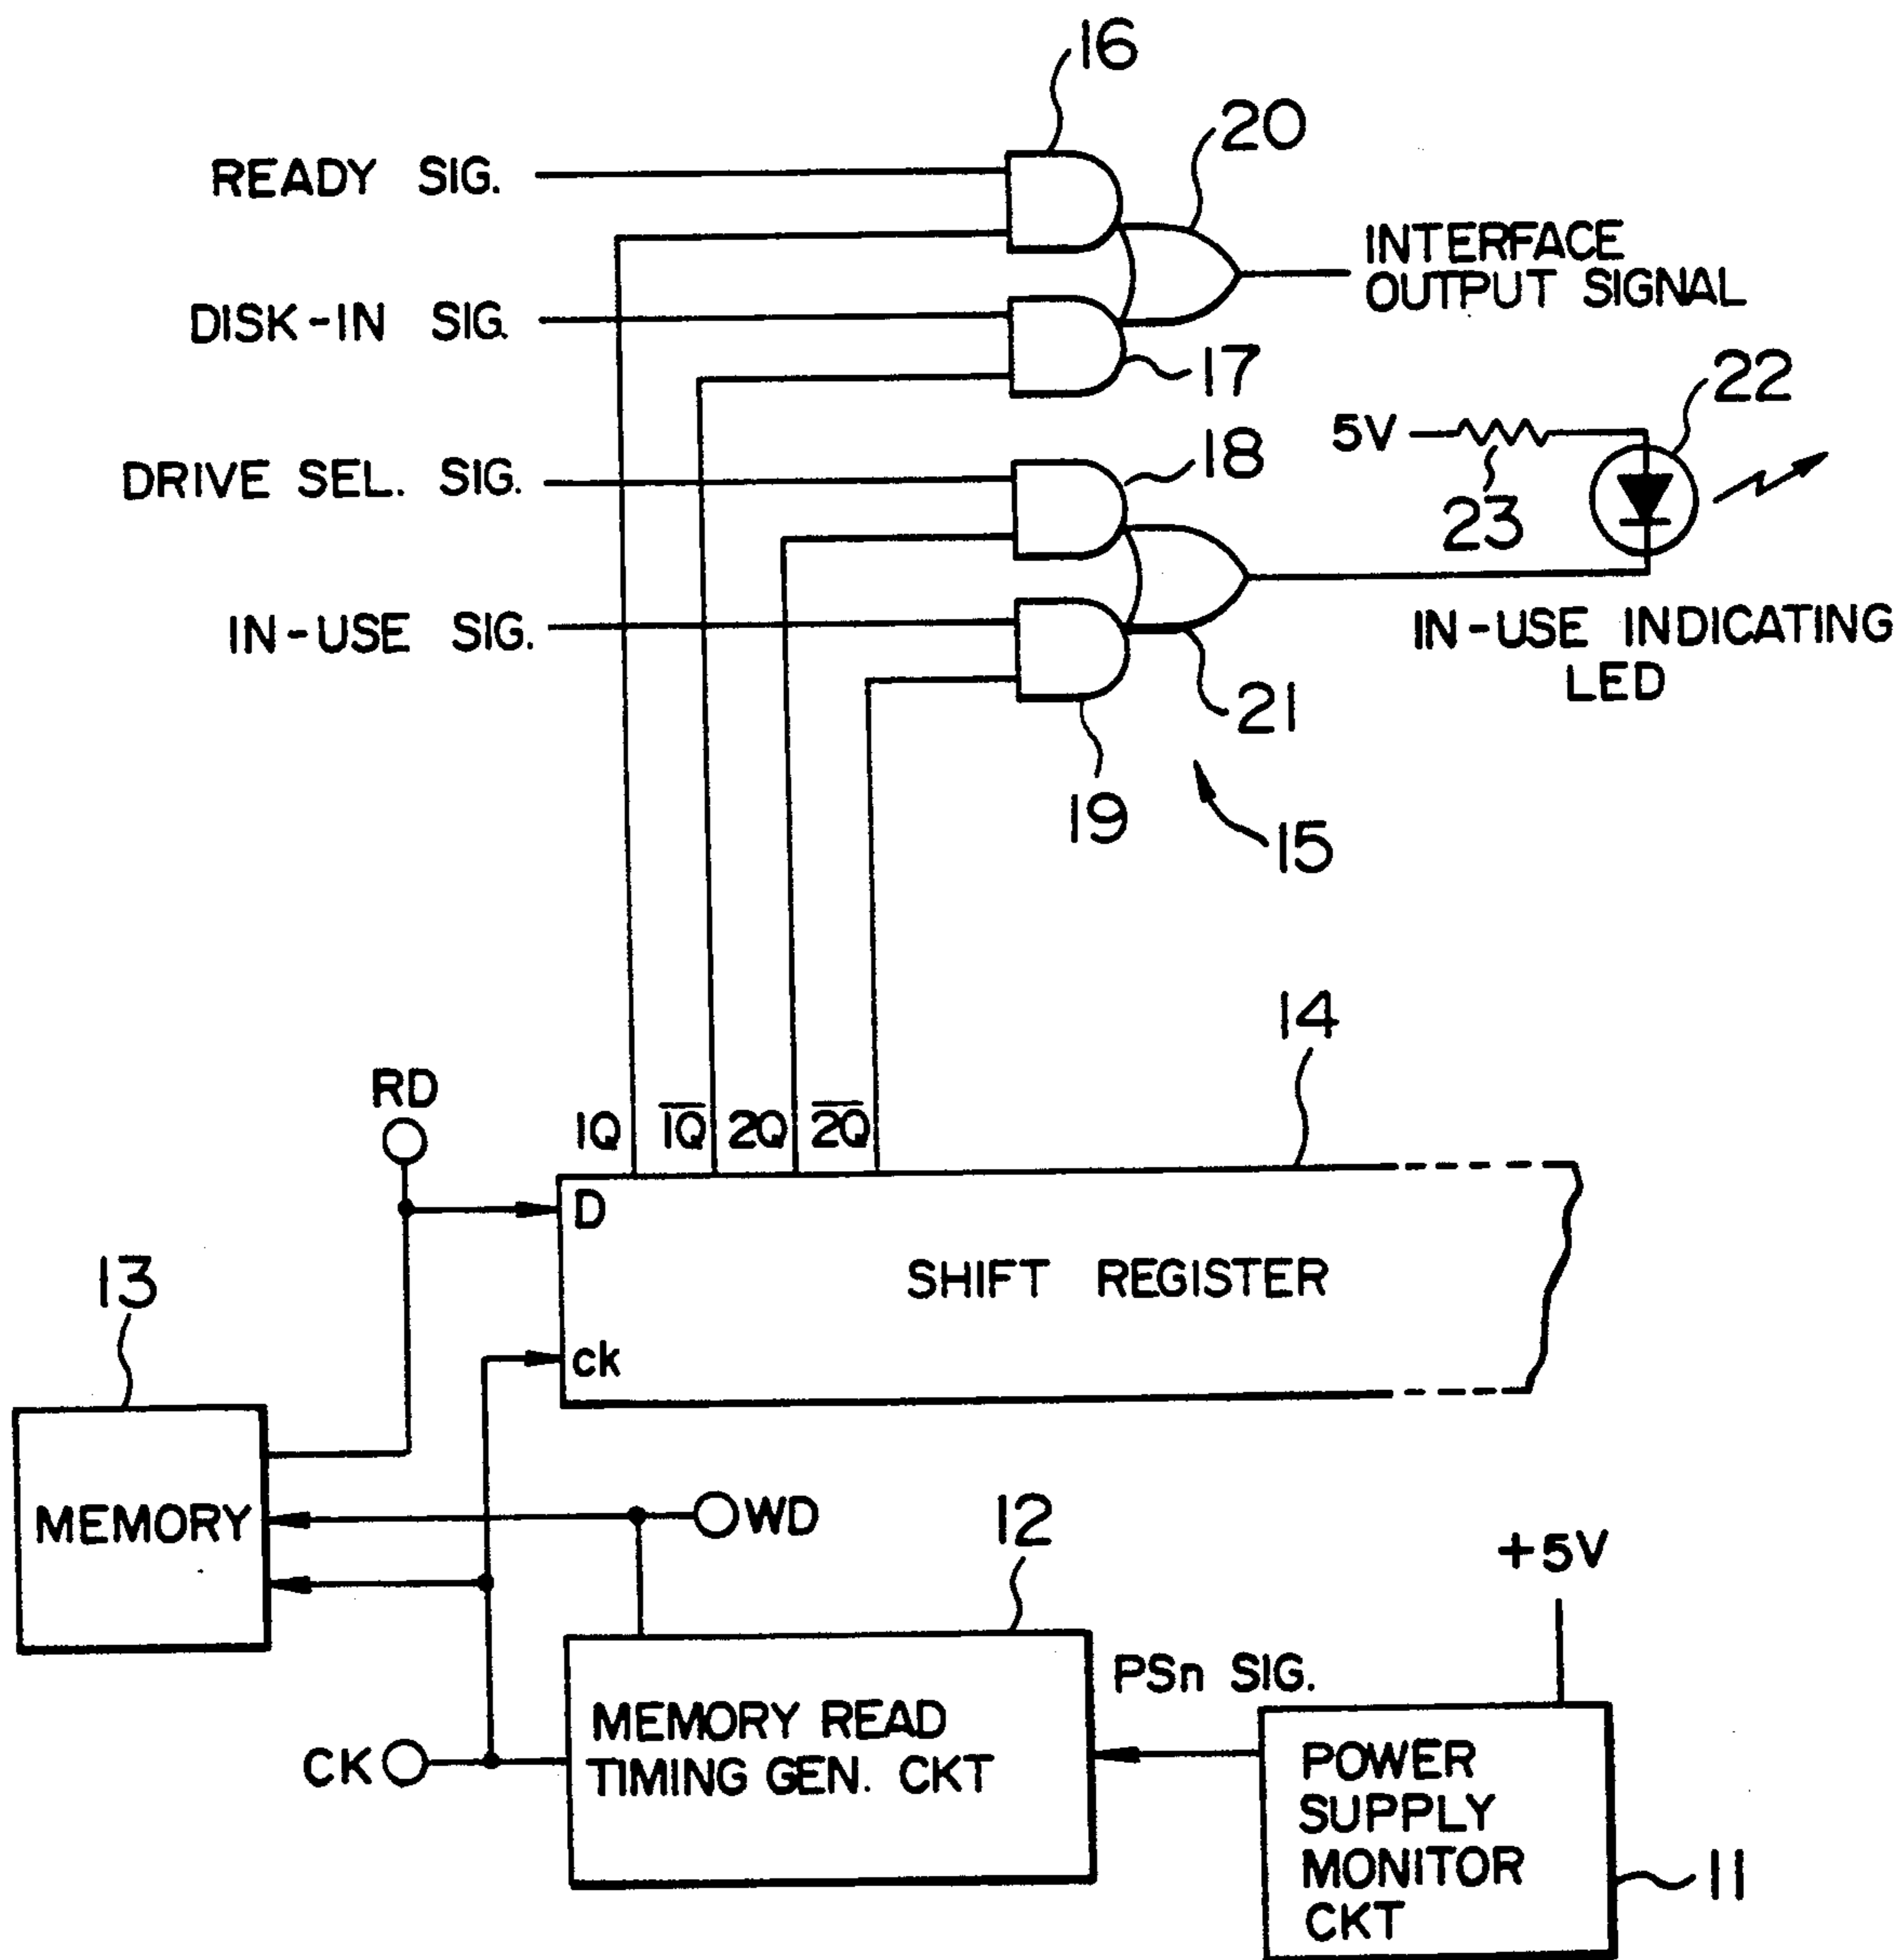 16
20
READY SIG.
INTERFACE
OUTPUT SIGNAL
DISK-IN SIG.
17
22
5V
18
DRIVE SEL. SIG.
23
IN-USE SIG.
IN-USE INDICATING
LED
21
19
15
14
RD
1Q 1Q̅ 2Q 2Q̅
D
SHIFT REGISTER
13
ck
MEMORY
WD
12
+5V
PSn SIG.
MEMORY READ
TIMING GEN. CKT
CK
POWER
SUPPLY
MONITOR
CKT
11